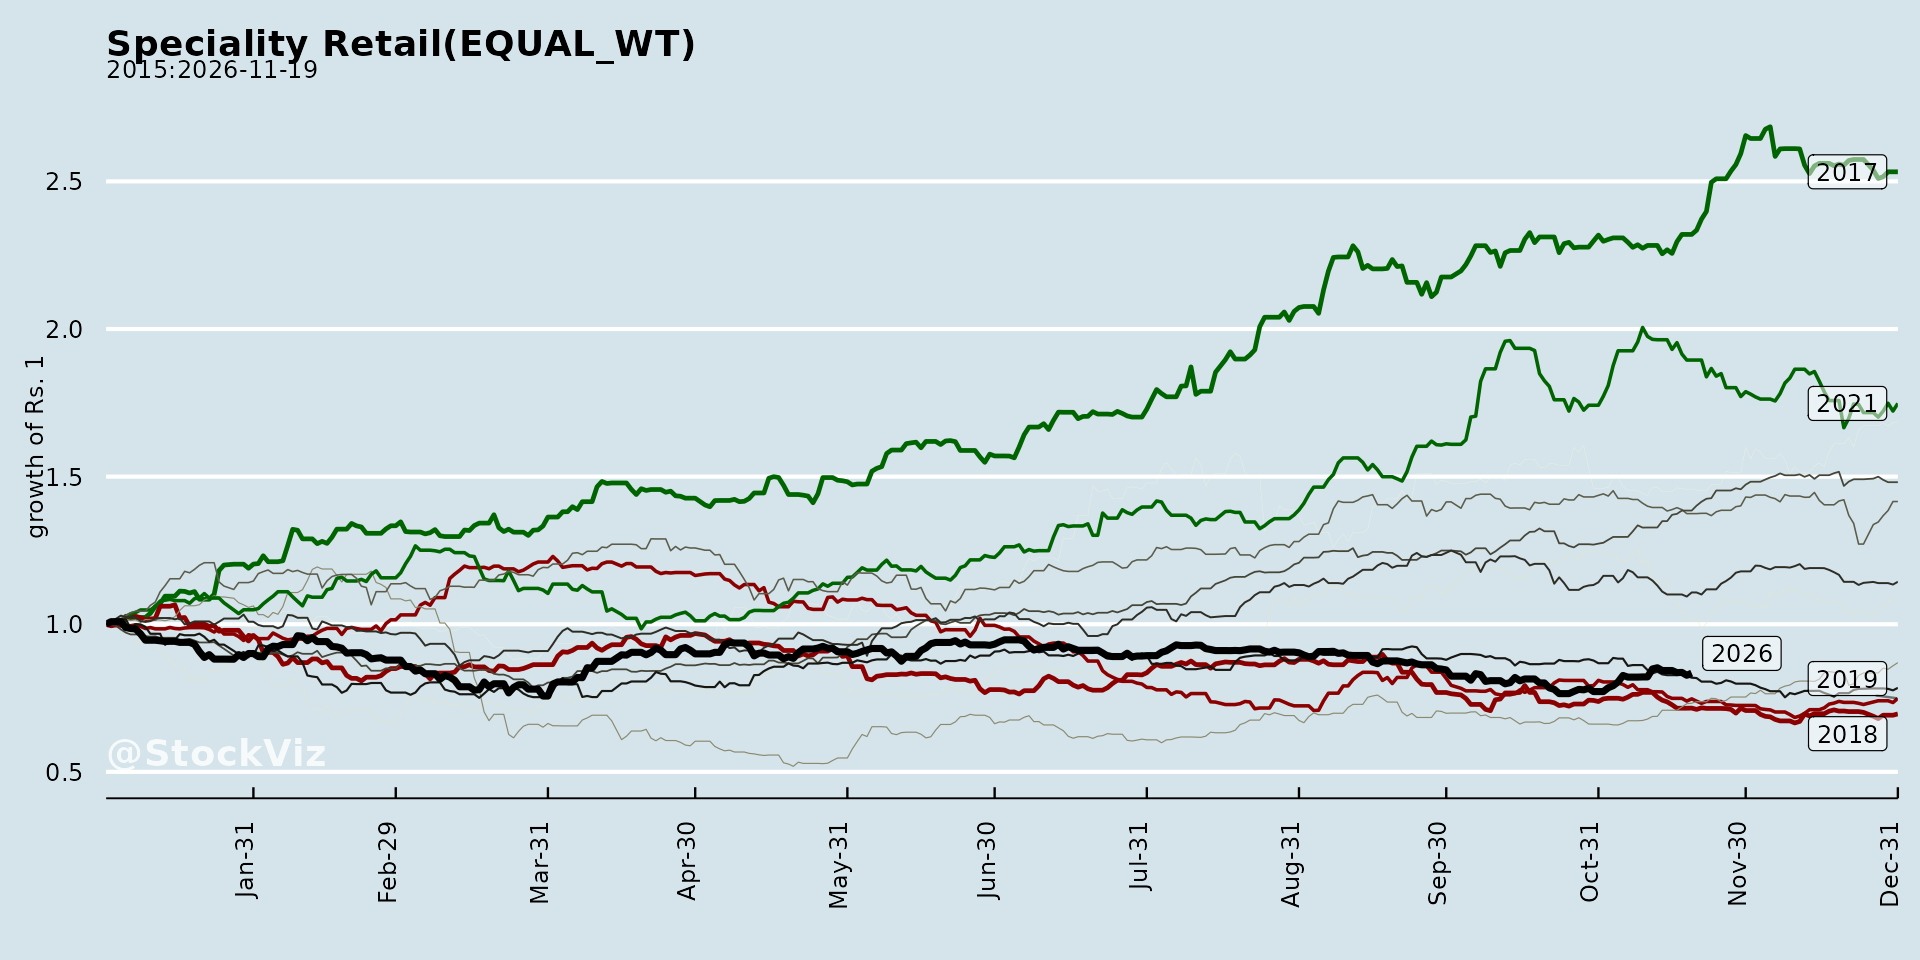 Speciality Retail(EQUAL_WT)
2015:2026-11-19
growth of Rs. 1
2.5
2.0
1.5
1.0
0.5
2017
2021
2026
2019
2018
@StockViz
Jan-31
Feb-29
Mar-31
Apr-30
May-31
Jun-30
Jul-31
Aug-31
Sep-30
Oct-31
Nov-30
Dec-31